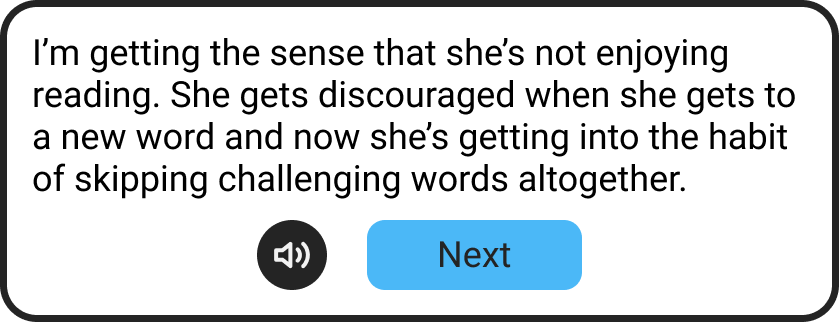 I’m getting the sense that she’s not enjoying
reading. She gets discouraged when she gets to
a new word and now she’s getting into the habit
of skipping challenging words altogether.
Next